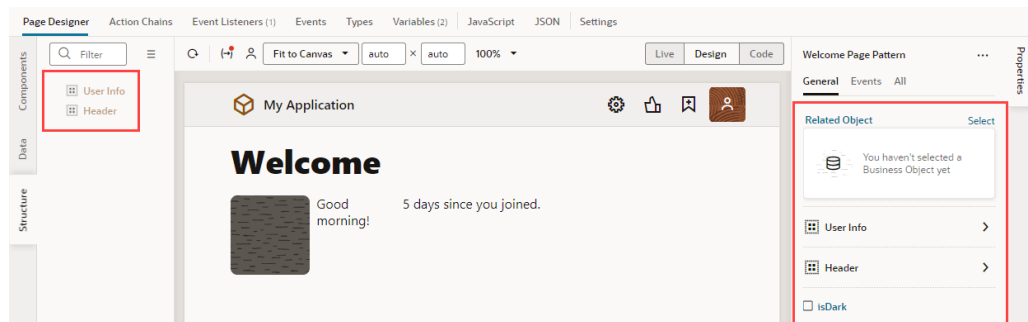 Page Designer Action Chains Event Listeners (1) Events Types Variables (2) JavaScript JSON Settings
Components
Data
Structure
Filter
User Info
Header
Fit to Canvas auto × auto 100% Live Design Code
My Application
Welcome
Good
morning!
5 days since you joined.
Welcome Page Pattern ...
General Events All
Related Object Select
You haven't selected a
Business Object yet
User Info
Header
isDark
Properties